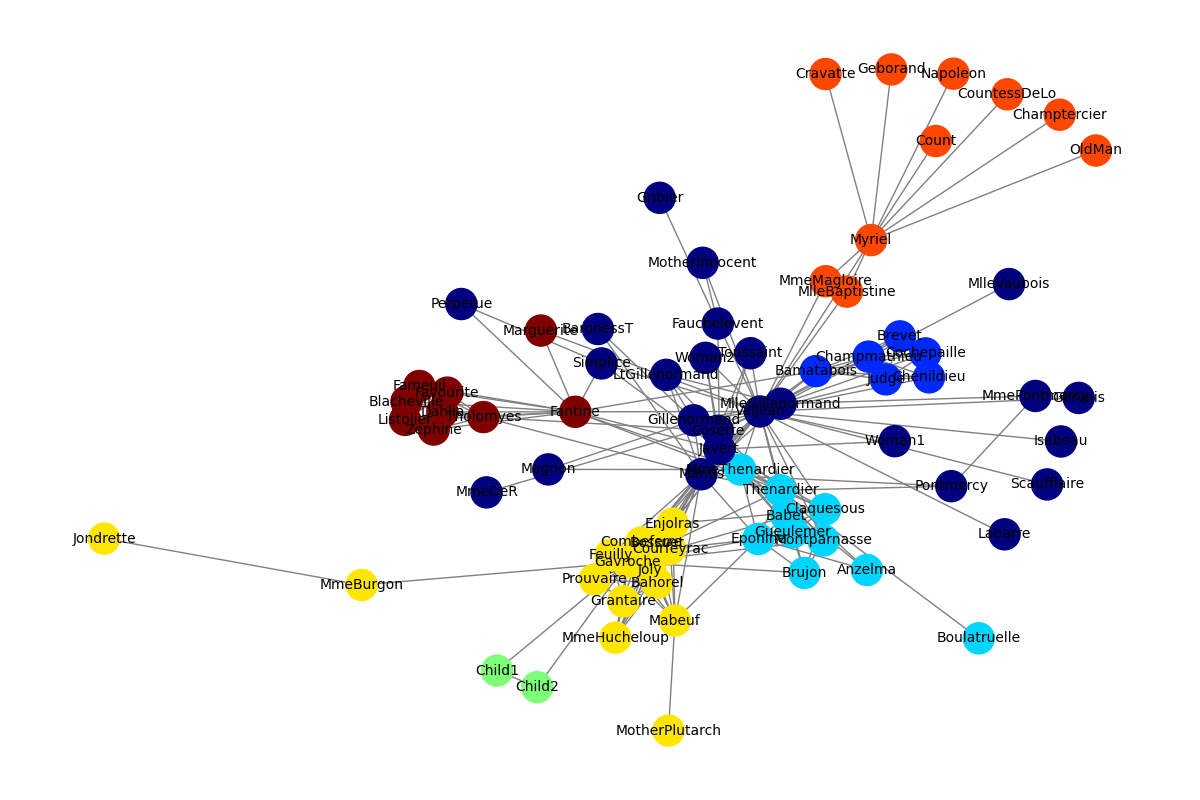 Cravatte
Geborand
Napoleon
CountessDeLo
Champtercier
Count
OldMan
Gribier
Myriel
MotherInnocent
MmeMagloire
MlleBaptistine
MlleVaubois
Perpetue
Marguerite
BaronessT
Fauchelevent
Brevet
Simplice
Woman2
Toussaint
Champmathieu
Cochepaille
LtGillenormand
Bamatabois
Judge
Chenildieu
Fameuil
Favourite
Blacheville
Dahlia
Listolier
Zephine
Tholomyes
Fantine
Gillenormand
MlleGillenormand
Valjean
MmePontmercy
Gervais
Cosette
Javert
Woman1
Isabeau
Magnon
Marius
MmeThenardier
MmeDeR
Thenardier
Pontmercy
Scaufflaire
Claquesous
Babet
Enjolras
Gueulemer
Labarre
Jondrette
Combeferre
Bossuet
Courfeyrac
Eponine
Montparnasse
Feuilly
Gavroche
Joly
Prouvaire
Bahorel
Brujon
Anzelma
MmeBurgon
Grantaire
Mabeuf
MmeHucheloup
Boulatruelle
Child1
Child2
MotherPlutarch